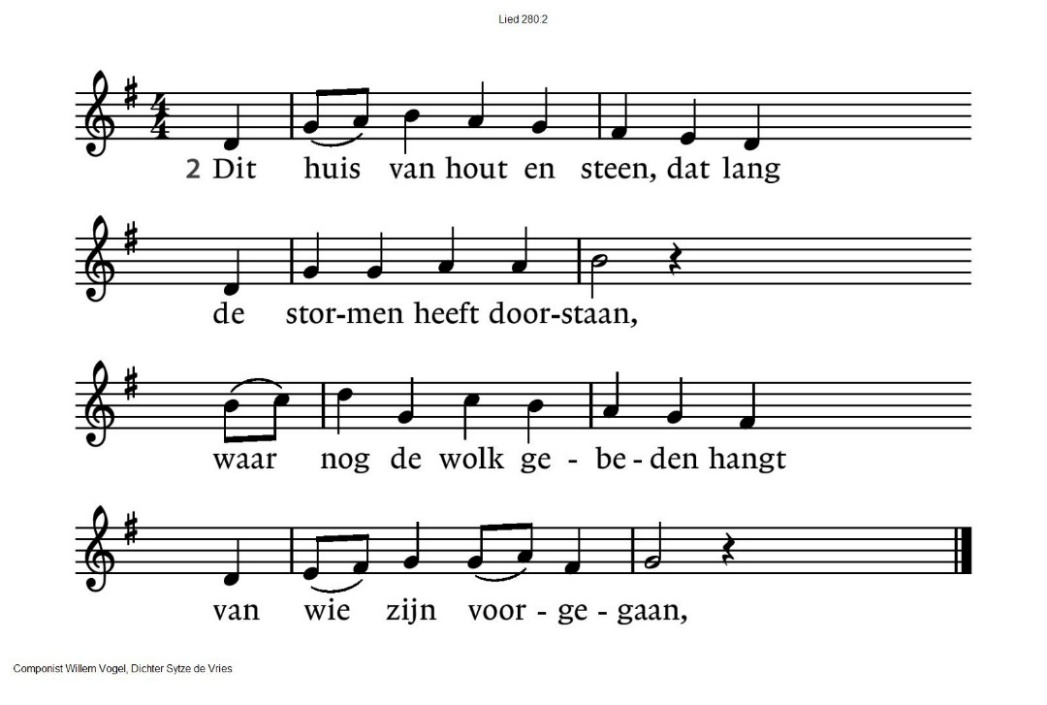 Lied 280:2
4
4
2 Dit huis van hout en steen, dat lang
de stor-men heeft door-staan,
waar nog de wolk ge - be - den hangt
van wie zijn voor - ge - gaan,
Componist Willem Vogel, Dichter Sytze de Vries